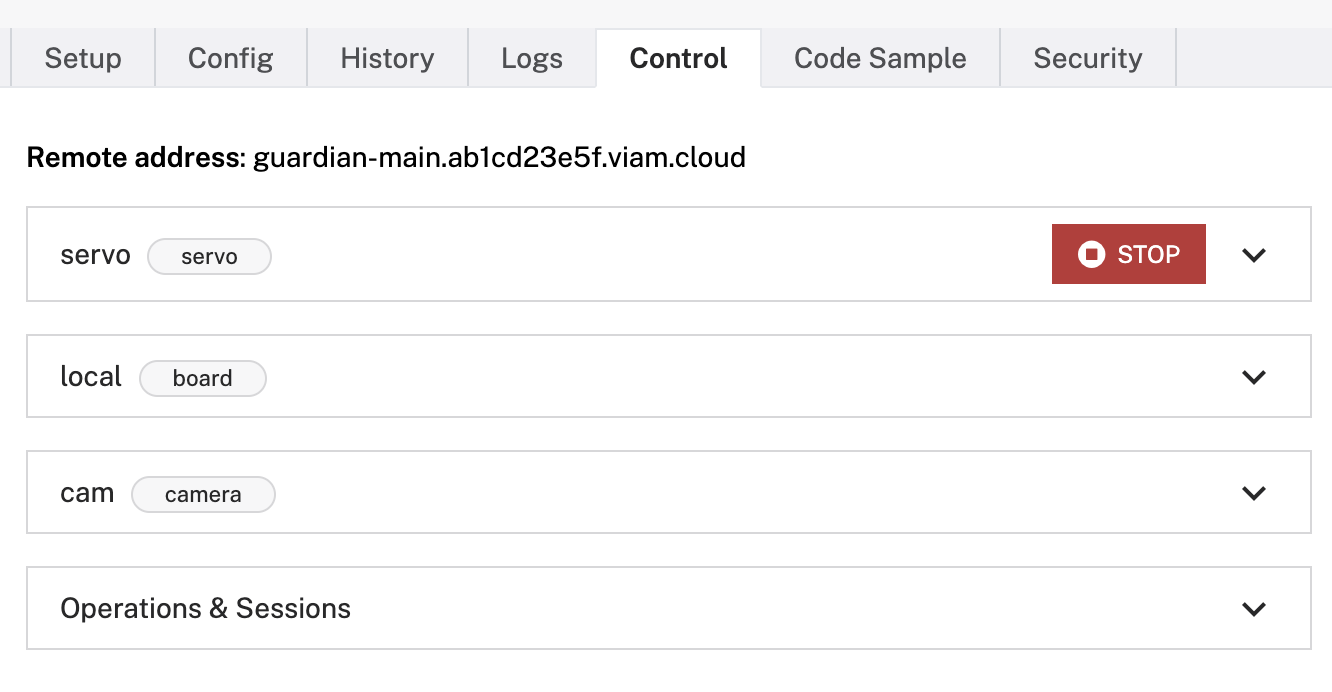 Setup Config History Logs Control Code Sample Security
Remote address: guardian-main.ab1cd23e5f.viam.cloud
servo servo STOP
local board
cam camera
Operations & Sessions